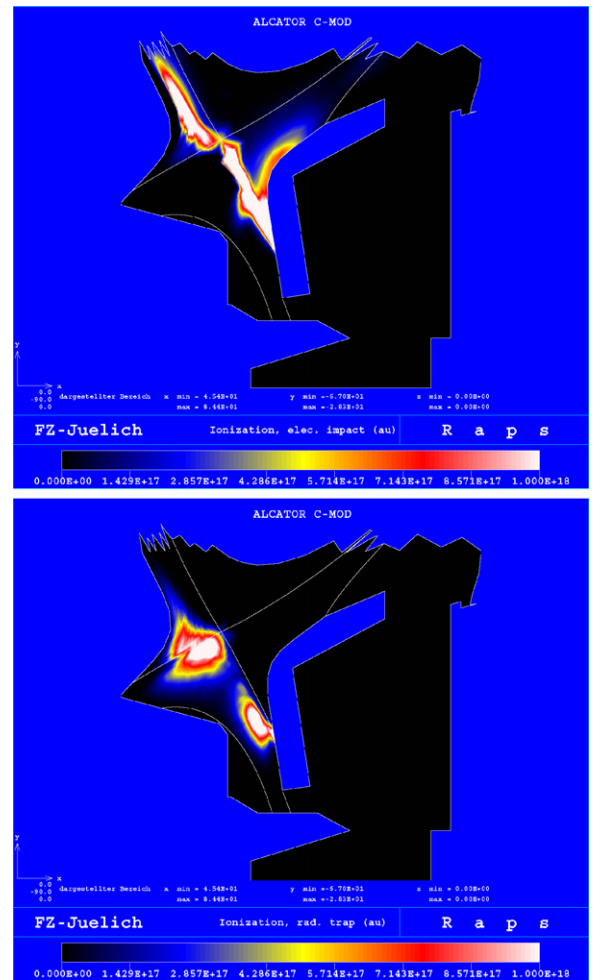 ALCATOR C-MOD
y
x
0.0
-90.0
0.0
dargestellter Bereich x min = 4.54E+01 y min =-6.70E+01 z min = 0.00E+00
max = 8.44E+01 max =-2.83E+01 max = 0.00E+00
FZ-Juelich Ionization, elec. impact (au) R a p s
0.000E+00 1.429E+17 2.857E+17 4.286E+17 5.714E+17 7.143E+17 8.571E+17 1.000E+18
ALCATOR C-MOD
y
x
0.0
-90.0
0.0
dargestellter Bereich x min = 4.54E+01 y min =-6.70E+01 z min = 0.00E+00
max = 8.44E+01 max =-2.83E+01 max = 0.00E+00
FZ-Juelich Ionization, rad. trap (au) R a p s
0.000E+00 1.429E+17 2.857E+17 4.286E+17 5.714E+17 7.143E+17 8.571E+17 1.000E+18